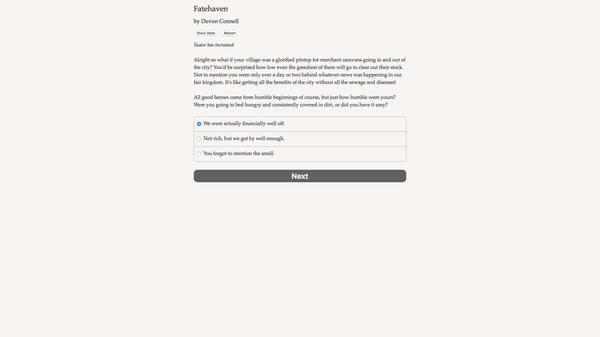 Fatehaven
by Devon Connell
Show Stats
Restart
Suave has increased
Alright so what if your village was a glorified pitstop for merchant caravans going in and out of
the city? You'd be surprised how low even the greediest of them will go to clear out their stock.
Not to mention you were only ever a day or two behind whatever news was happening in our
fair kingdom. It's like getting all the benefits of the city without all the sewage and diseases!
All good heroes come from humble beginnings of course, but just how humble were yours?
Were you going to bed hungry and consistently covered in dirt, or did you have it easy?
We were actually financially well off.
Not rich, but we got by well enough.
You forgot to mention the smell.
Next